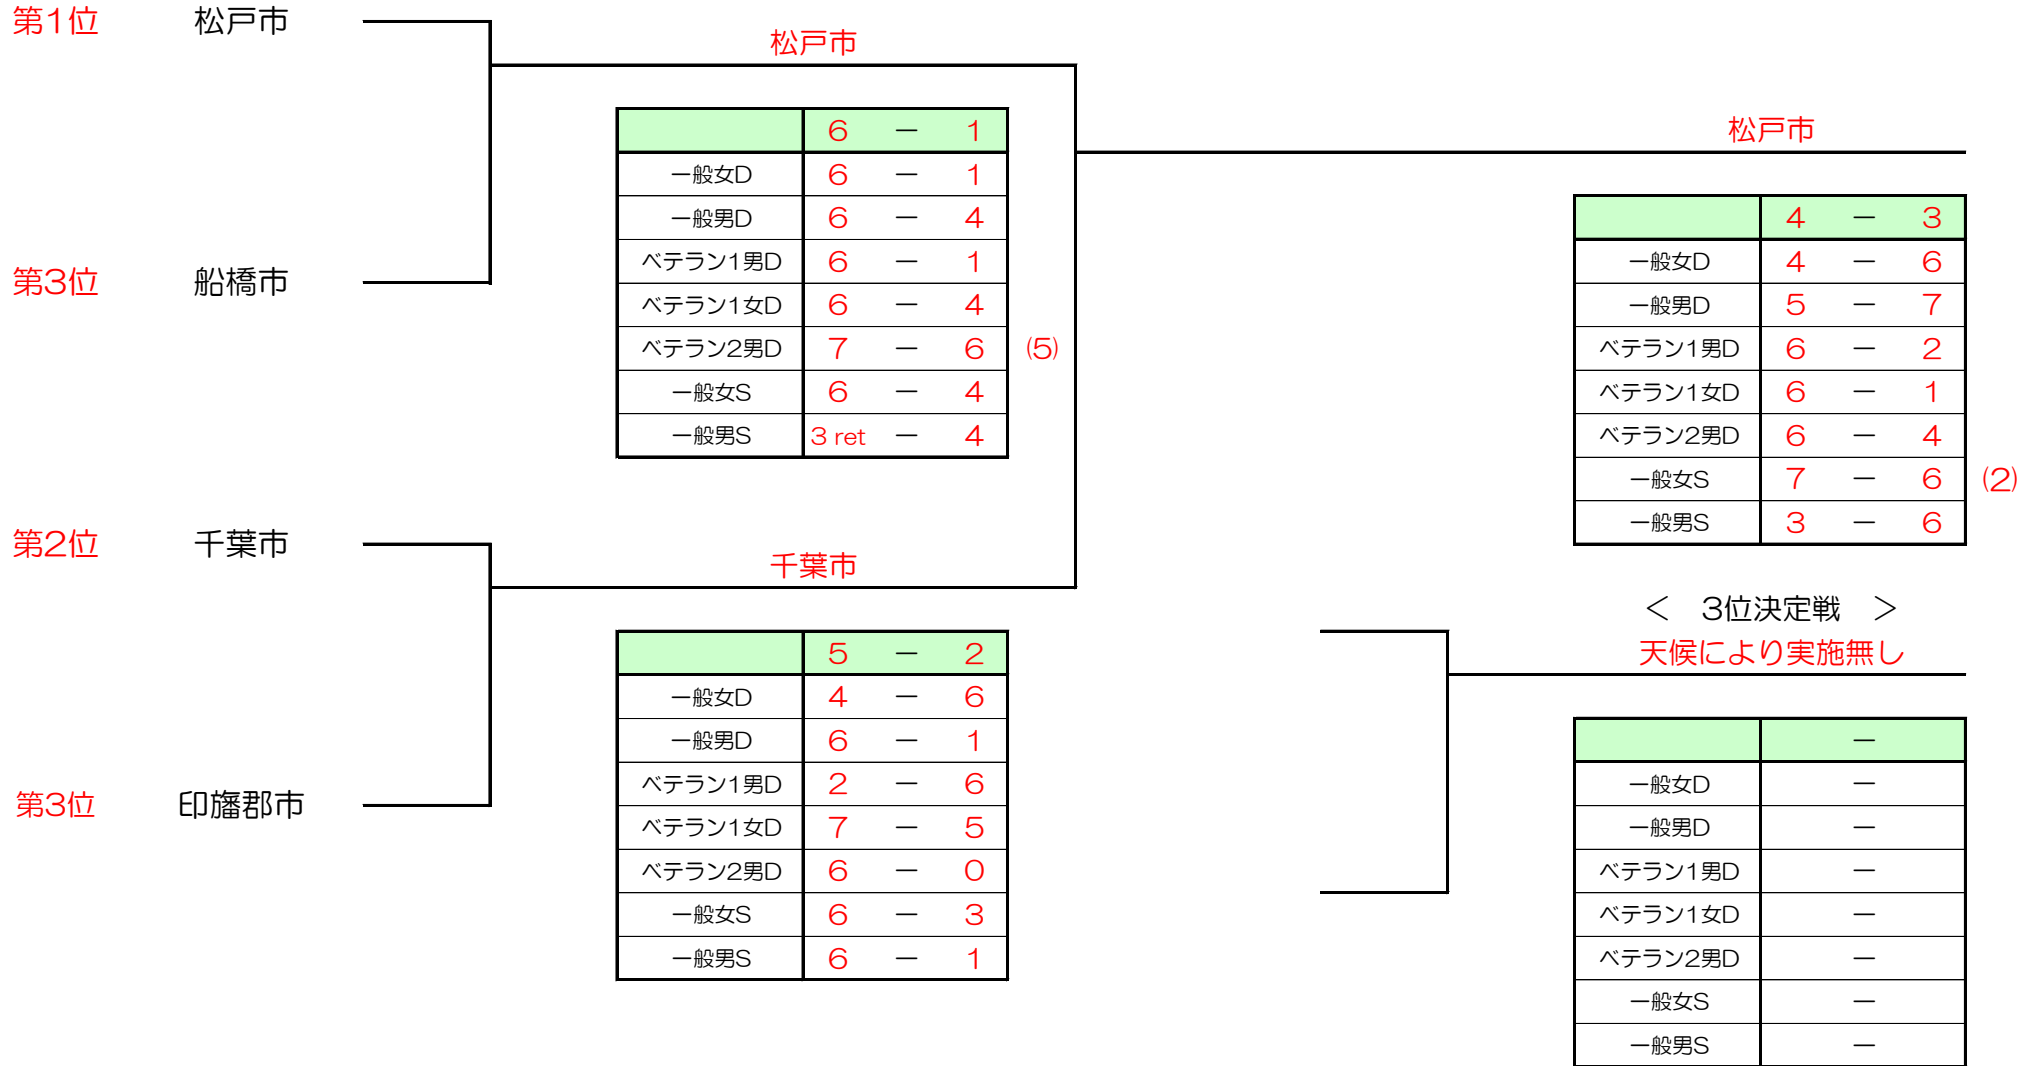 第1位 松戸市
松戸市
6 － 1
一般女D 6 － 1
一般男D 6 － 4
ベテラン1男D 6 － 1
ベテラン1女D 6 － 4
ベテラン2男D 7 － 6 (5)
一般女S 6 － 4
一般男S 3 ret － 4
第3位 船橋市
松戸市
4 － 3
一般女D 4 － 6
一般男D 5 － 7
ベテラン1男D 6 － 2
ベテラン1女D 6 － 1
ベテラン2男D 6 － 4
一般女S 7 － 6 (2)
一般男S 3 － 6
第2位 千葉市
千葉市
5 － 2
一般女D 4 － 6
一般男D 6 － 1
ベテラン1男D 2 － 6
ベテラン1女D 7 － 5
ベテラン2男D 6 － 0
一般女S 6 － 3
一般男S 6 － 1
第3位 印旛郡市
＜　3位決定戦　＞
天候により実施無し
－
一般女D －
一般男D －
ベテラン1男D －
ベテラン1女D －
ベテラン2男D －
一般女S －
一般男S －